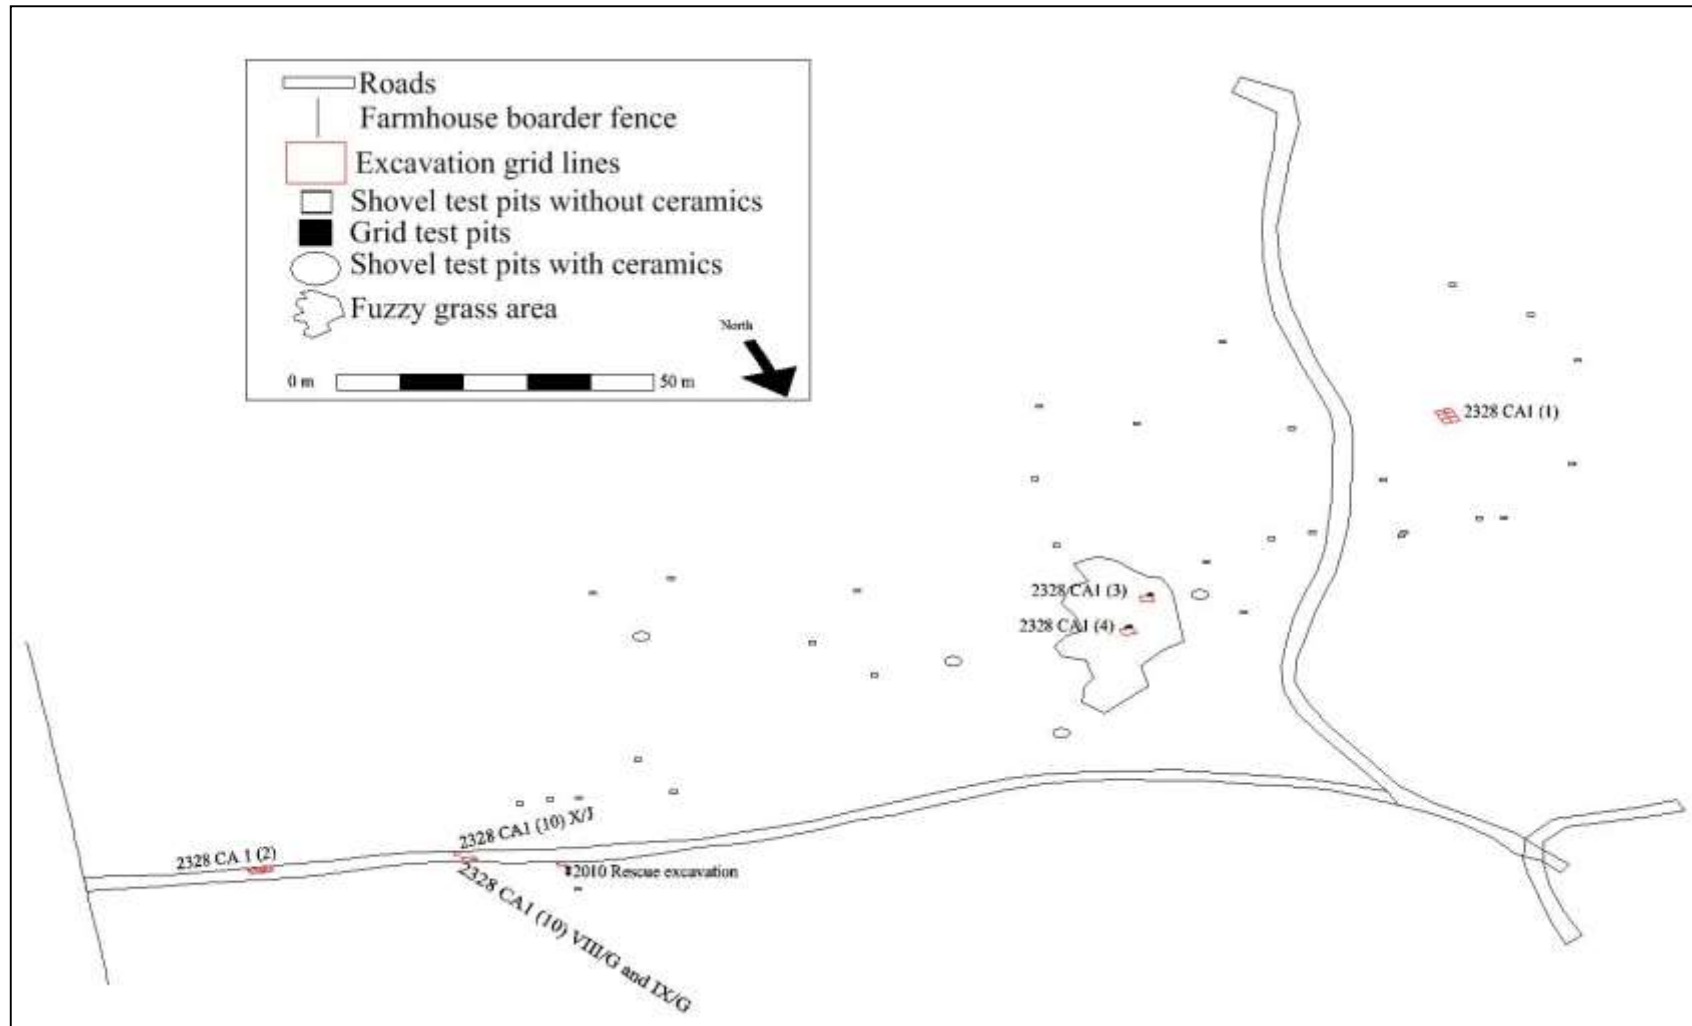 Roads
Farmhouse boarder fence
Excavation grid lines
Shovel test pits without ceramics
Grid test pits
Shovel test pits with ceramics
Fuzzy grass area
North
0 m 50 m
2328 CA1 (1)
2328 CA1 (3)
2328 CA1 (4)
2328 CA1 (10) X/J
2328 CA 1 (2)
2010 Rescue excavation
2328 CA1 (10) VIII/G and IX/G